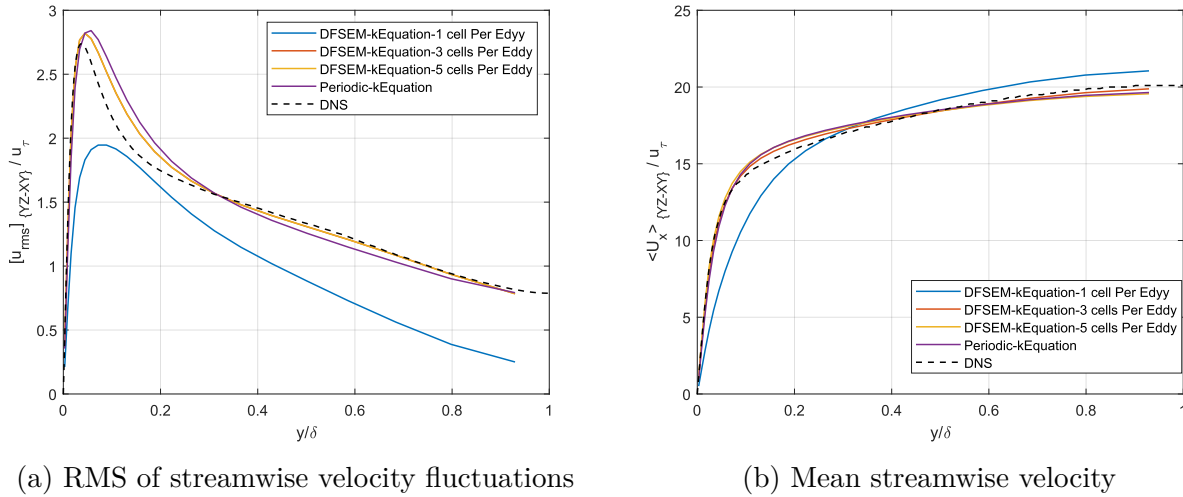 3
2.5
2
1.5
1
0.5
0
0
0.2
0.4
0.6
0.8
1
[u_rms]_{YZ-XY} / u_τ
y/δ
DFSEM-kEquation-1 cell Per Edyy
DFSEM-kEquation-3 cells Per Eddy
DFSEM-kEquation-5 cells Per Eddy
Periodic-kEquation
DNS
(a) RMS of streamwise velocity fluctuations
25
20
15
10
5
0
0
0.2
0.4
0.6
0.8
1
<U_x>_{YZ-XY} / u_τ
y/δ
DFSEM-kEquation-1 cell Per Edyy
DFSEM-kEquation-3 cells Per Eddy
DFSEM-kEquation-5 cells Per Eddy
Periodic-kEquation
DNS
(b) Mean streamwise velocity